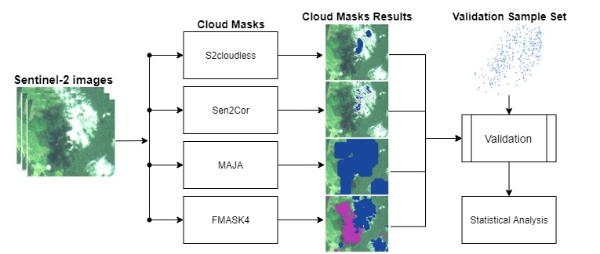 Cloud Masks
Cloud Masks Results
Validation Sample Set
Sentinel-2 images
S2cloudless
Sen2Cor
MAJA
FMASK4
Validation
Statistical Analysis